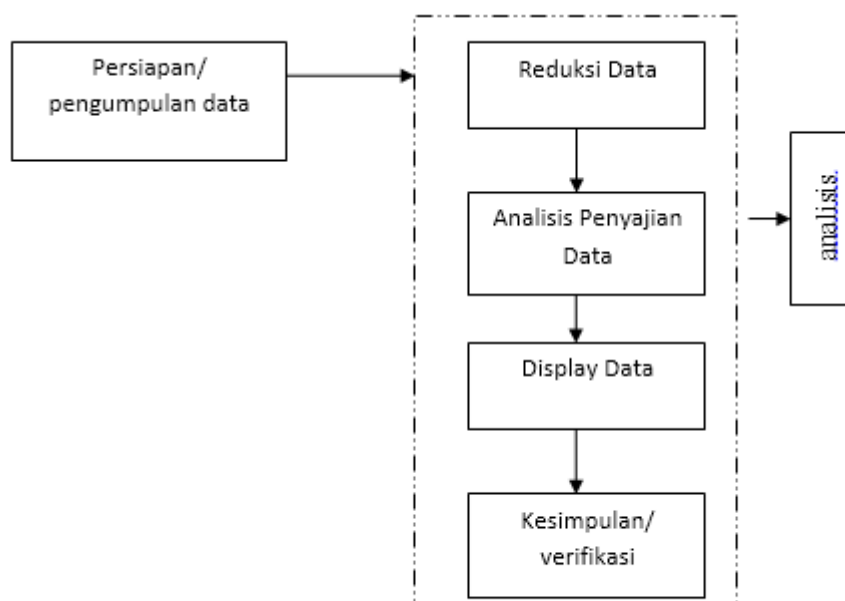 Persiapan/
pengumpulan data
Reduksi Data
Analisis Penyajian
Data
Display Data
Kesimpulan/
verifikasi
analisis.